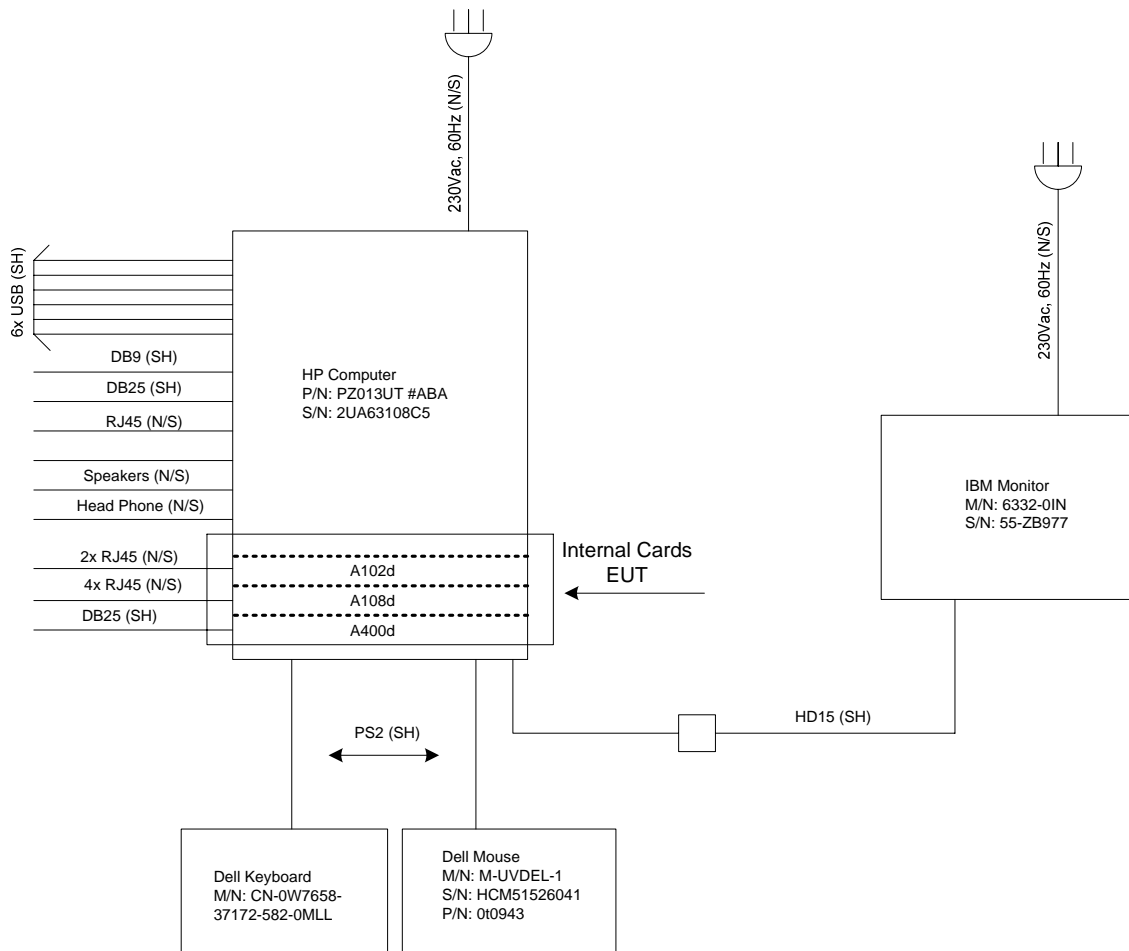 230Vac, 60Hz (N/S)
230Vac, 60Hz (N/S)
6x USB (SH)
DB9 (SH)
DB25 (SH)
RJ45 (N/S)
Speakers (N/S)
Head Phone (N/S)
2x RJ45 (N/S)
4x RJ45 (N/S)
DB25 (SH)
HP Computer
P/N: PZ013UT #ABA
S/N: 2UA63108C5
A102d
A108d
A400d
Internal Cards
EUT
IBM Monitor
M/N: 6332-0IN
S/N: 55-ZB977
HD15 (SH)
PS2 (SH)
Dell Keyboard
M/N: CN-0W7658-
37172-582-0MLL
Dell Mouse
M/N: M-UVDEL-1
S/N: HCM51526041
P/N: 0t0943